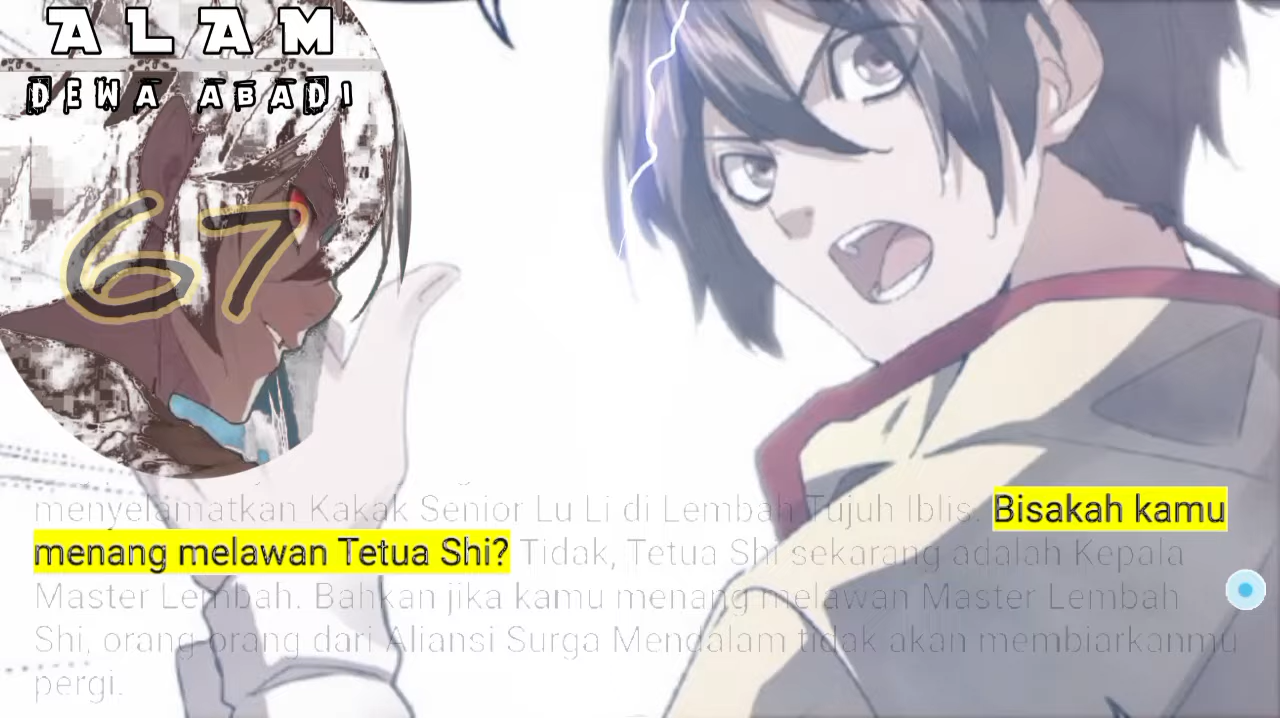 ALAM
DEWA ABADI
67
menyelamatkan Kakak Senior Lu Li di Lembah Tujuh Iblis. Bisakah kamu
menang melawan Tetua Shi? Tidak, Tetua Shi sekarang adalah Kepala
Master Lembah. Bahkan jika kamu menang melawan Master Lembah
Shi, orang-orang dari Aliansi Surga Mendalam tidak akan membiarkanmu
pergi.